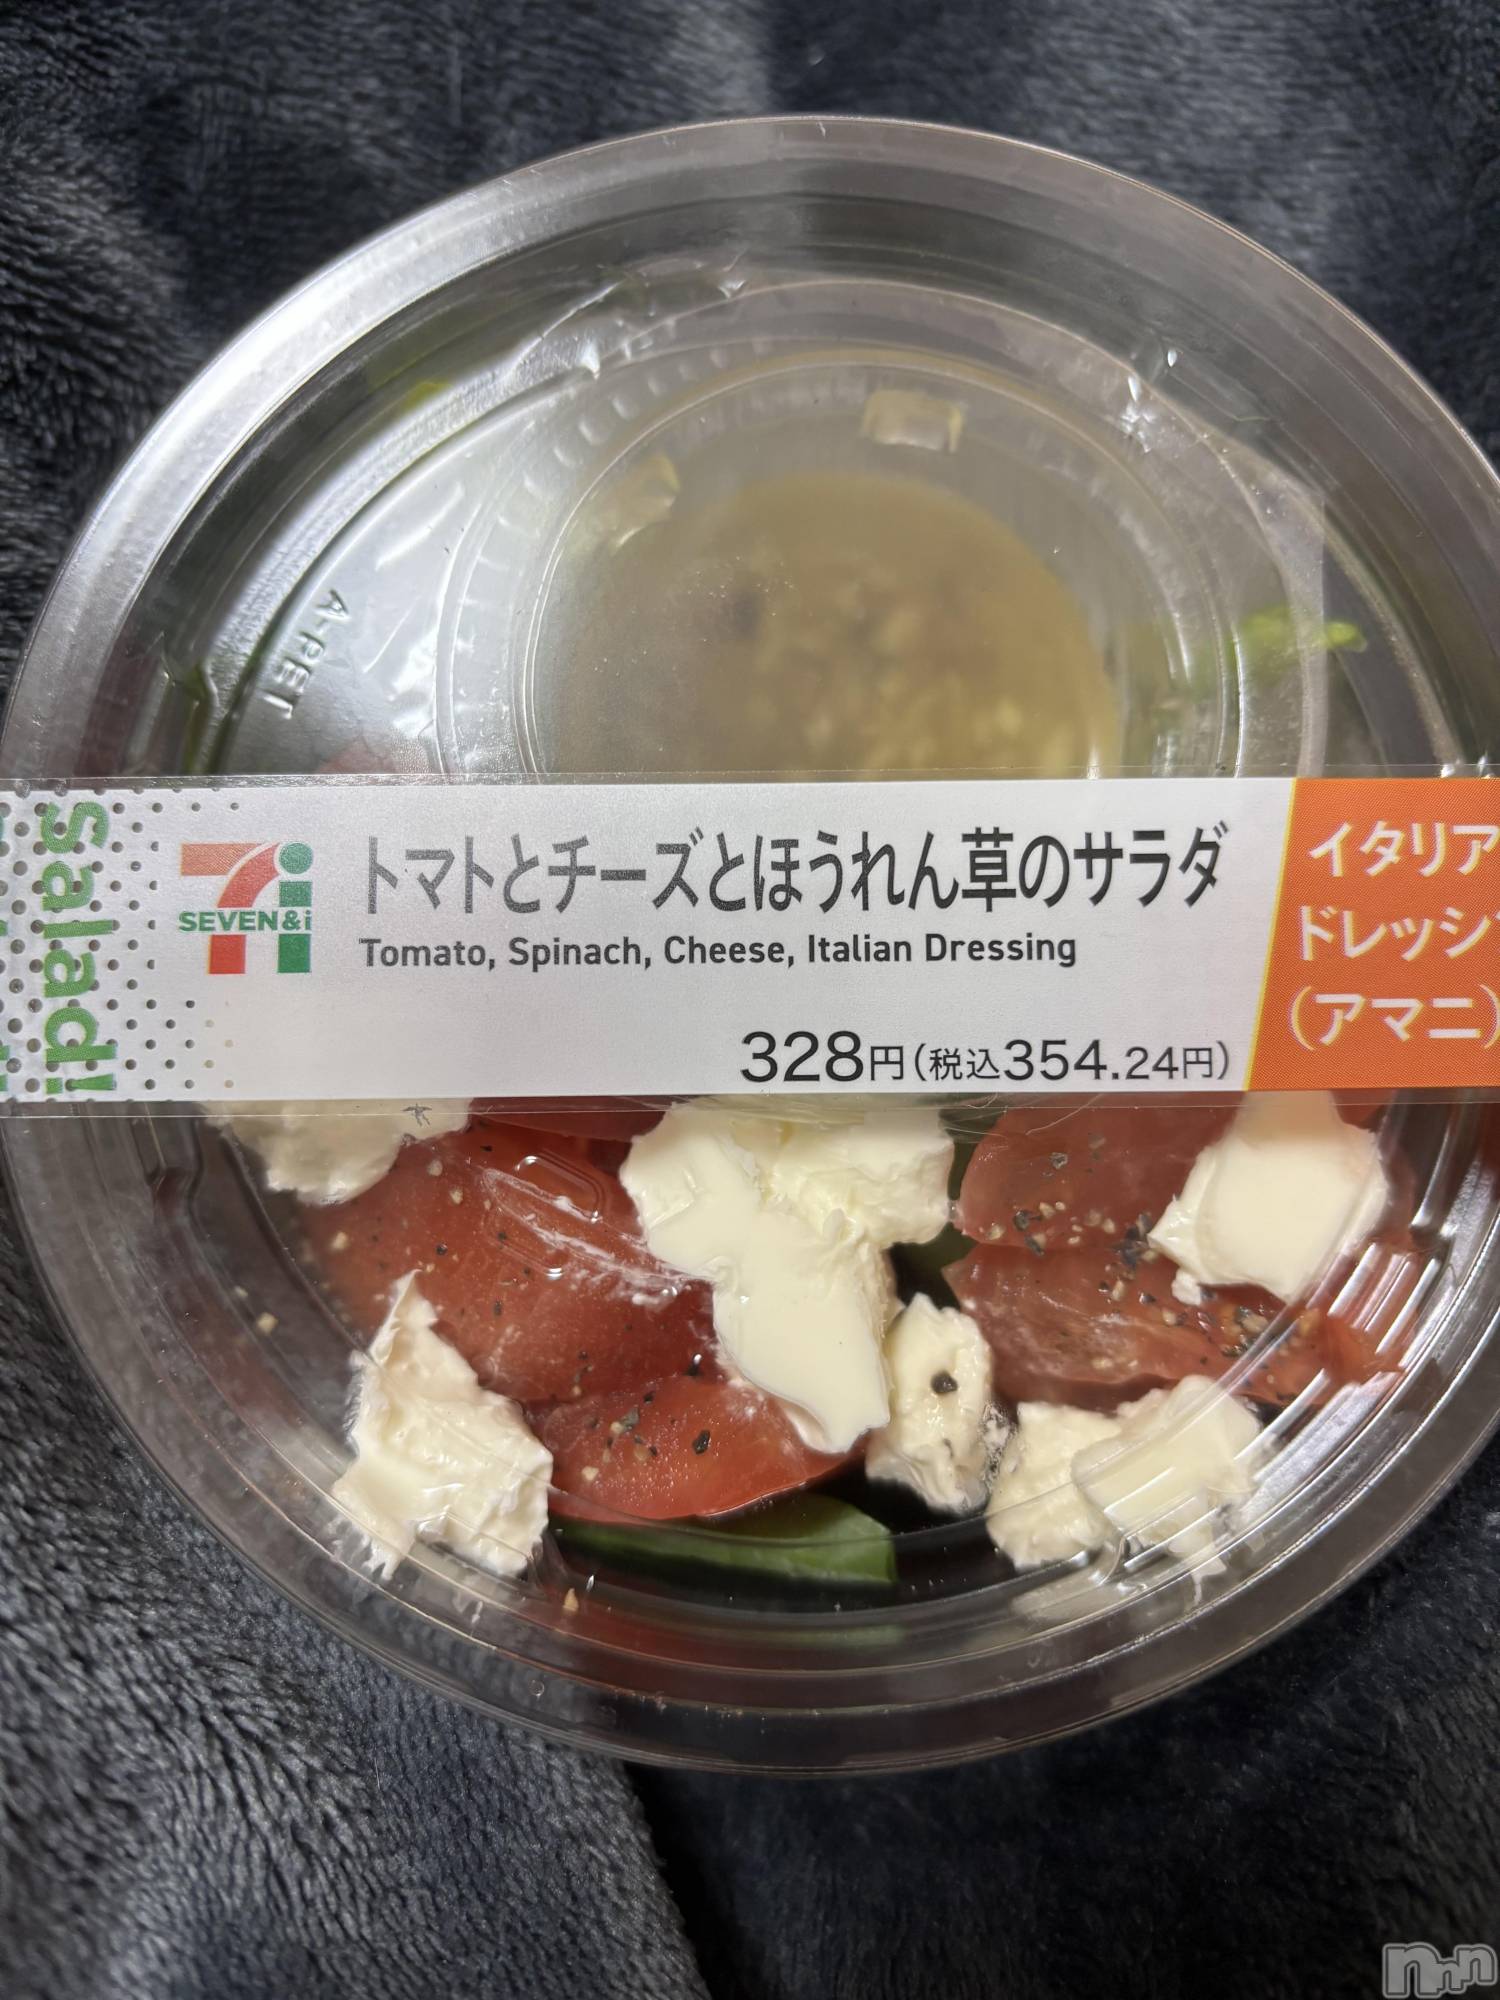 A-PET
Salad!
SEVEN&i
トマトとチーズとほうれん草のサラダ
Tomato, Spinach, Cheese, Italian Dressing
328円(税込354.24円)
イタリア
ドレッシ
(アマニ)
nnn